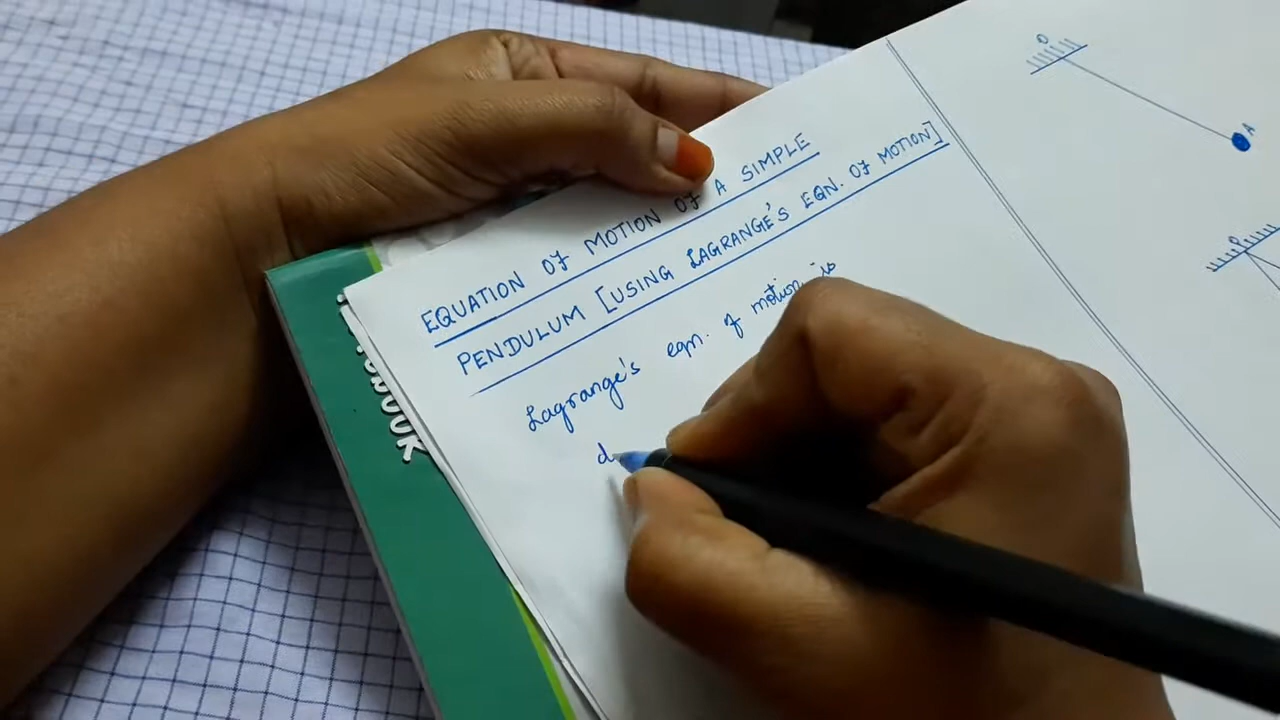 EQUATION OF MOTION OF A SIMPLE
PENDULUM [USING LAGRANGE'S EQN. OF MOTION]
Lagrange's eqn. of motion is
d
O
A